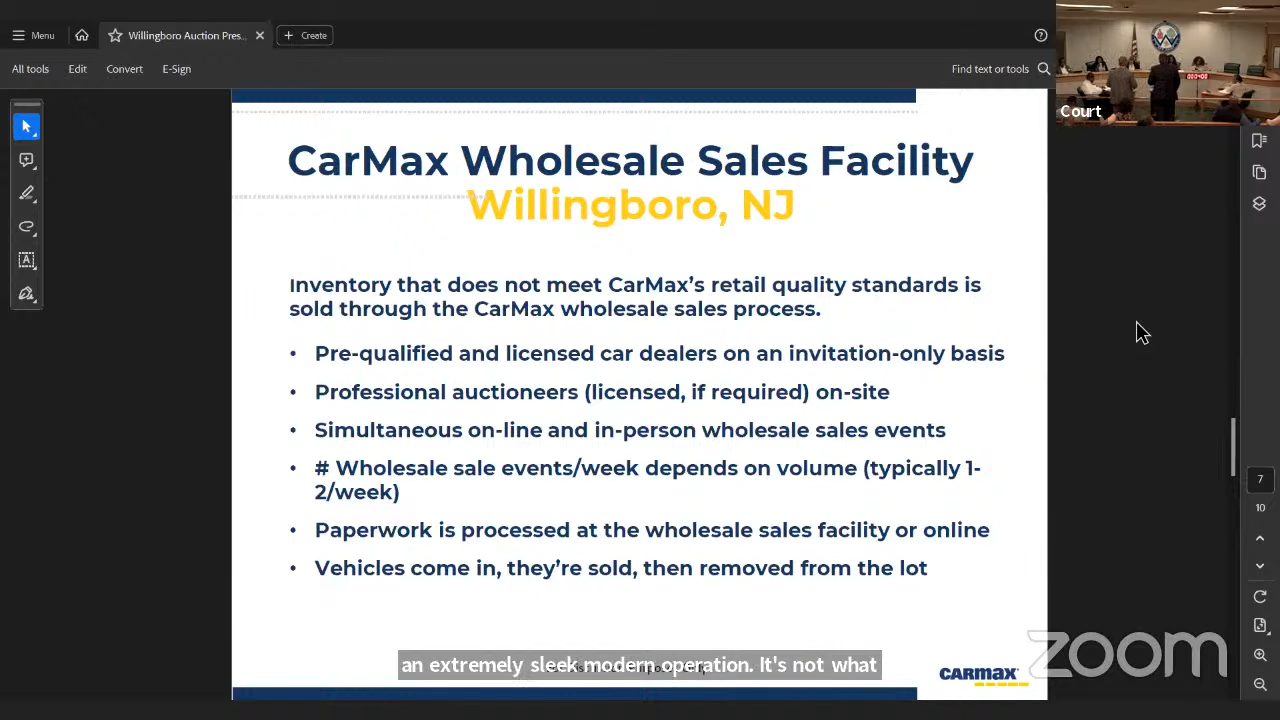 Menu
Willingboro Auction Pres..
Create
All tools
Edit
Convert
E-Sign
Find text or tools
Court
CarMax Wholesale Sales Facility
Willingboro, NJ
Inventory that does not meet CarMax's retail quality standards is
sold through the CarMax wholesale sales process.
• Pre-qualified and licensed car dealers on an invitation-only basis
• Professional auctioneers (licensed, if required) on-site
• Simultaneous on-line and in-person wholesale sales events
• # Wholesale sale events/week depends on volume (typically 1-
2/week)
• Paperwork is processed at the wholesale sales facility or online
• Vehicles come in, they're sold, then removed from the lot
an extremely sleek modern operation. It's not what
CARMAX
7
10
zoom